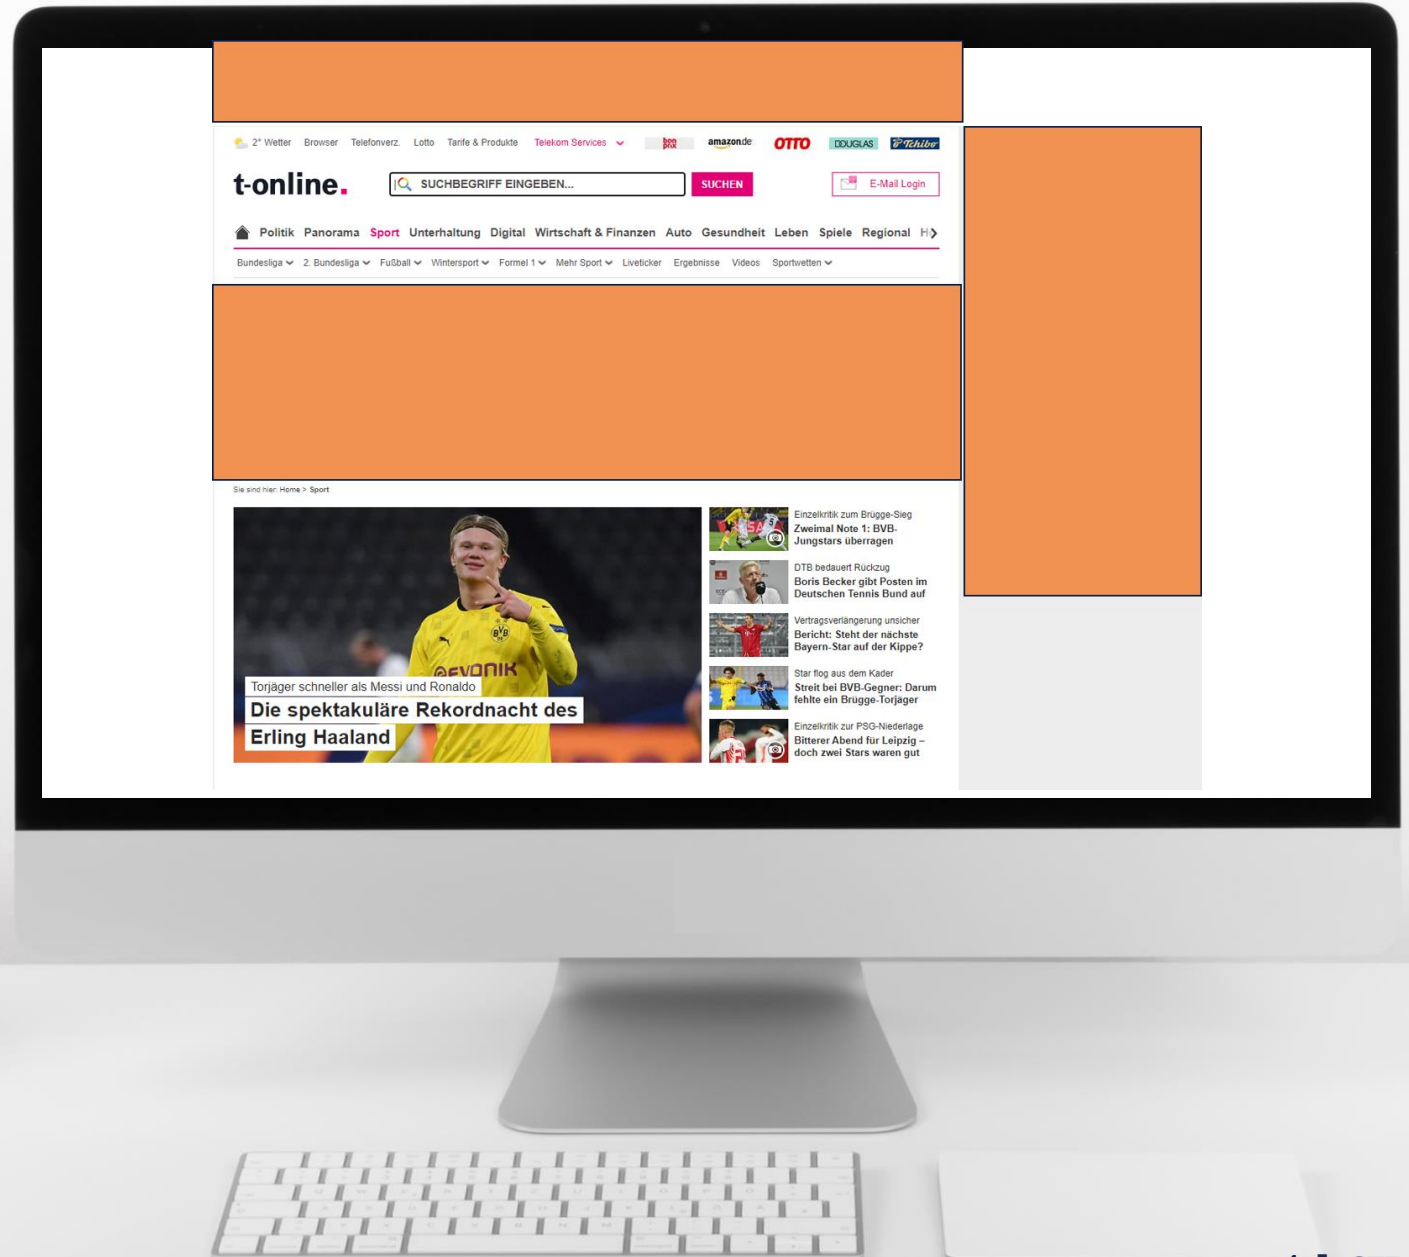 2° Wetter Browser Telefonverz. Lotto Tarife & Produkte Telekom Services bonprix amazon.de OTTO DOUGLAS Tchibo
t-online. SUCHBEGRIFF EINGEBEN... SUCHEN E-Mail Login
Politik Panorama Sport Unterhaltung Digital Wirtschaft & Finanzen Auto Gesundheit Leben Spiele Regional
Bundesliga 2. Bundesliga Fußball Wintersport Formel 1 Mehr Sport Liveticker Ergebnisse Videos Sportwetten
Sie sind hier: Home > Sport
BVB
09
EVONIK
Torjäger schneller als Messi und Ronaldo
Die spektakuläre Rekordnacht des
Erling Haaland
Einzelkritik zum Brügge-Sieg
Zweimal Note 1: BVB-
Jungstars überragen
DTB bedauert Rückzug
Boris Becker gibt Posten im
Deutschen Tennis Bund auf
Vertragsverlängerung unsicher
Bericht: Steht der nächste
Bayern-Star auf der Kippe?
Star flog aus dem Kader
Streit bei BVB-Gegner: Darum
fehlte ein Brügge-Torjäger
Einzelkritik zur PSG-Niederlage
Bitterer Abend für Leipzig –
doch zwei Stars waren gut